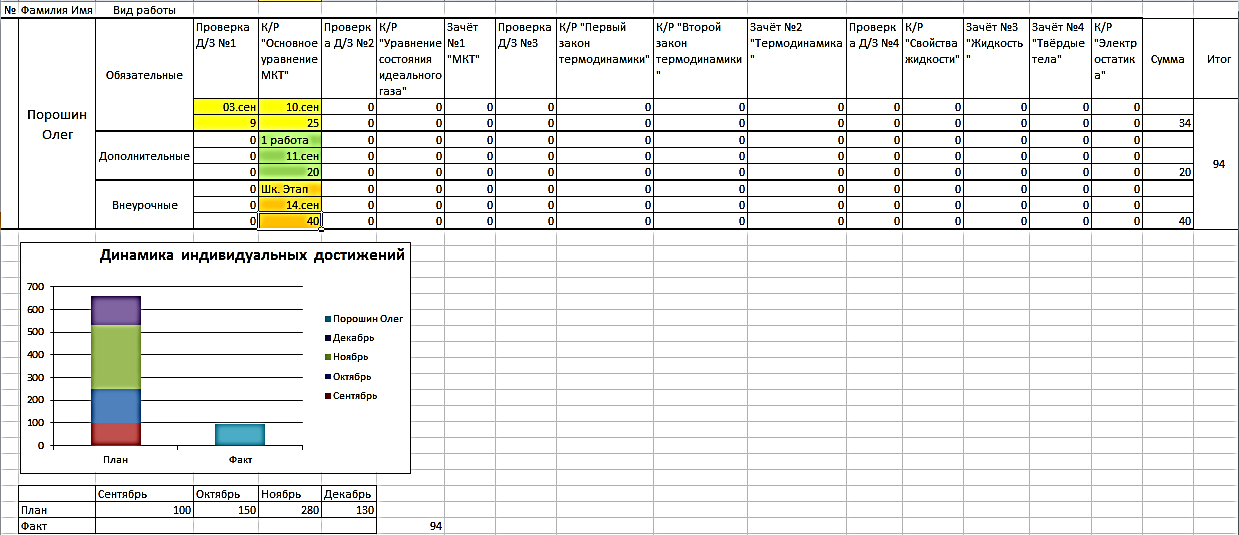 № Фамилия Имя Вид работы
Проверка Д/З №1 К/Р "Основное уравнение МКТ" Проверк а Д/З №2 К/Р "Уравнение состояния идеального газа" Зачёт №1 "МКТ" Проверка Д/З №3 К/Р "Первый закон термодинамики" К/Р "Второй закон термодинамики " Зачёт №2 "Термодинамика " Проверк а Д/З №4 К/Р "Свойства жидкости" Зачёт №3 "Жидкость " Зачёт №4 "Твёрдые тела" К/Р "Электр остатик а" Сумма Итог
Порошин Олег
Обязательные
03.сен 10.сен 0 0 0 0 0 0 0 0 0 0 0 0
9 25 0 0 0 0 0 0 0 0 0 0 0 0 34
Дополнительные
0 1 работа 0 0 0 0 0 0 0 0 0 0 0 0
0 11.сен 0 0 0 0 0 0 0 0 0 0 0 0
0 20 0 0 0 0 0 0 0 0 0 0 0 0 20
94
Внеурочные
0 Шк. Этап 0 0 0 0 0 0 0 0 0 0 0 0
0 14.сен 0 0 0 0 0 0 0 0 0 0 0 0
0 40 0 0 0 0 0 0 0 0 0 0 0 0 40
Динамика индивидуальных достижений
700
600
500
400
300
200
100
0
План Факт
Порошин Олег
Декабрь
Ноябрь
Октябрь
Сентябрь
Сентябрь Октябрь Ноябрь Декабрь
План 100 150 280 130
Факт 94